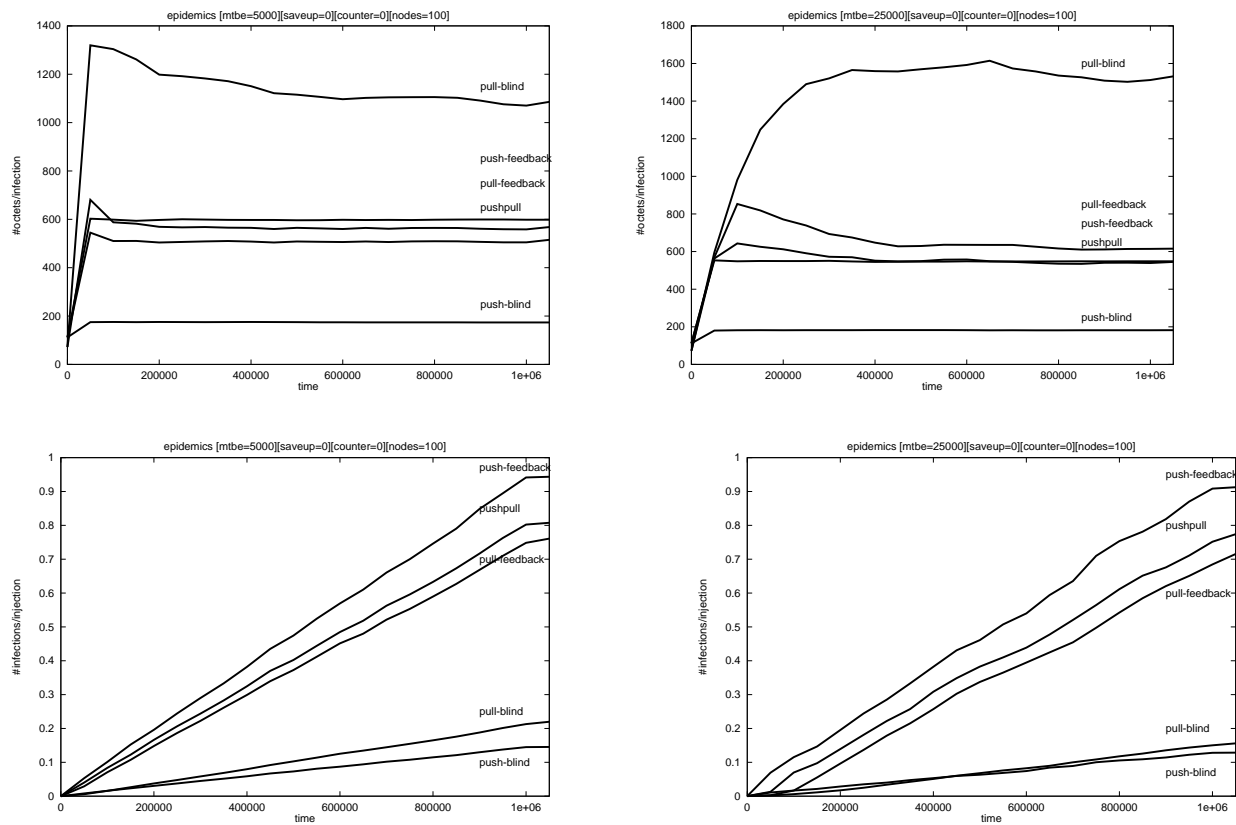 epidemics [mtbe=5000][saveup=0][counter=0][nodes=100]
1400
1200
1000
800
600
400
200
0
#octets/infection
pull-blind
push-feedback
pull-feedback
pushpull
push-blind
0 200000 400000 600000 800000 1e+06
time
epidemics [mtbe=25000][saveup=0][counter=0][nodes=100]
1800
1600
1400
1200
1000
800
600
400
200
0
#octets/infection
pull-blind
pull-feedback
push-feedback
pushpull
push-blind
0 200000 400000 600000 800000 1e+06
time
epidemics [mtbe=5000][saveup=0][counter=0][nodes=100]
1
0.9
0.8
0.7
0.6
0.5
0.4
0.3
0.2
0.1
0
#infections/injection
push-feedback
pushpull
pull-feedback
pull-blind
push-blind
0 200000 400000 600000 800000 1e+06
time
epidemics [mtbe=25000][saveup=0][counter=0][nodes=100]
1
0.9
0.8
0.7
0.6
0.5
0.4
0.3
0.2
0.1
0
#infections/injection
push-feedback
pushpull
pull-feedback
pull-blind
push-blind
0 200000 400000 600000 800000 1e+06
time